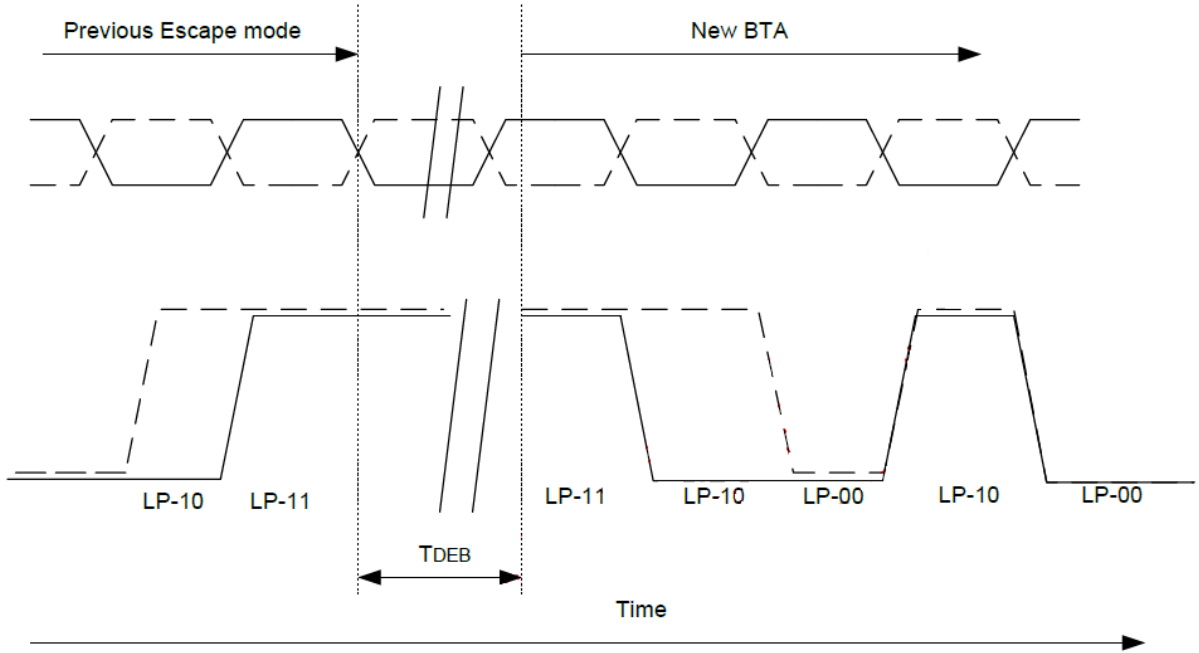 Previous Escape mode
New BTA
LP-10
LP-11
LP-11
LP-10
LP-00
LP-10
LP-00
TDEB
Time